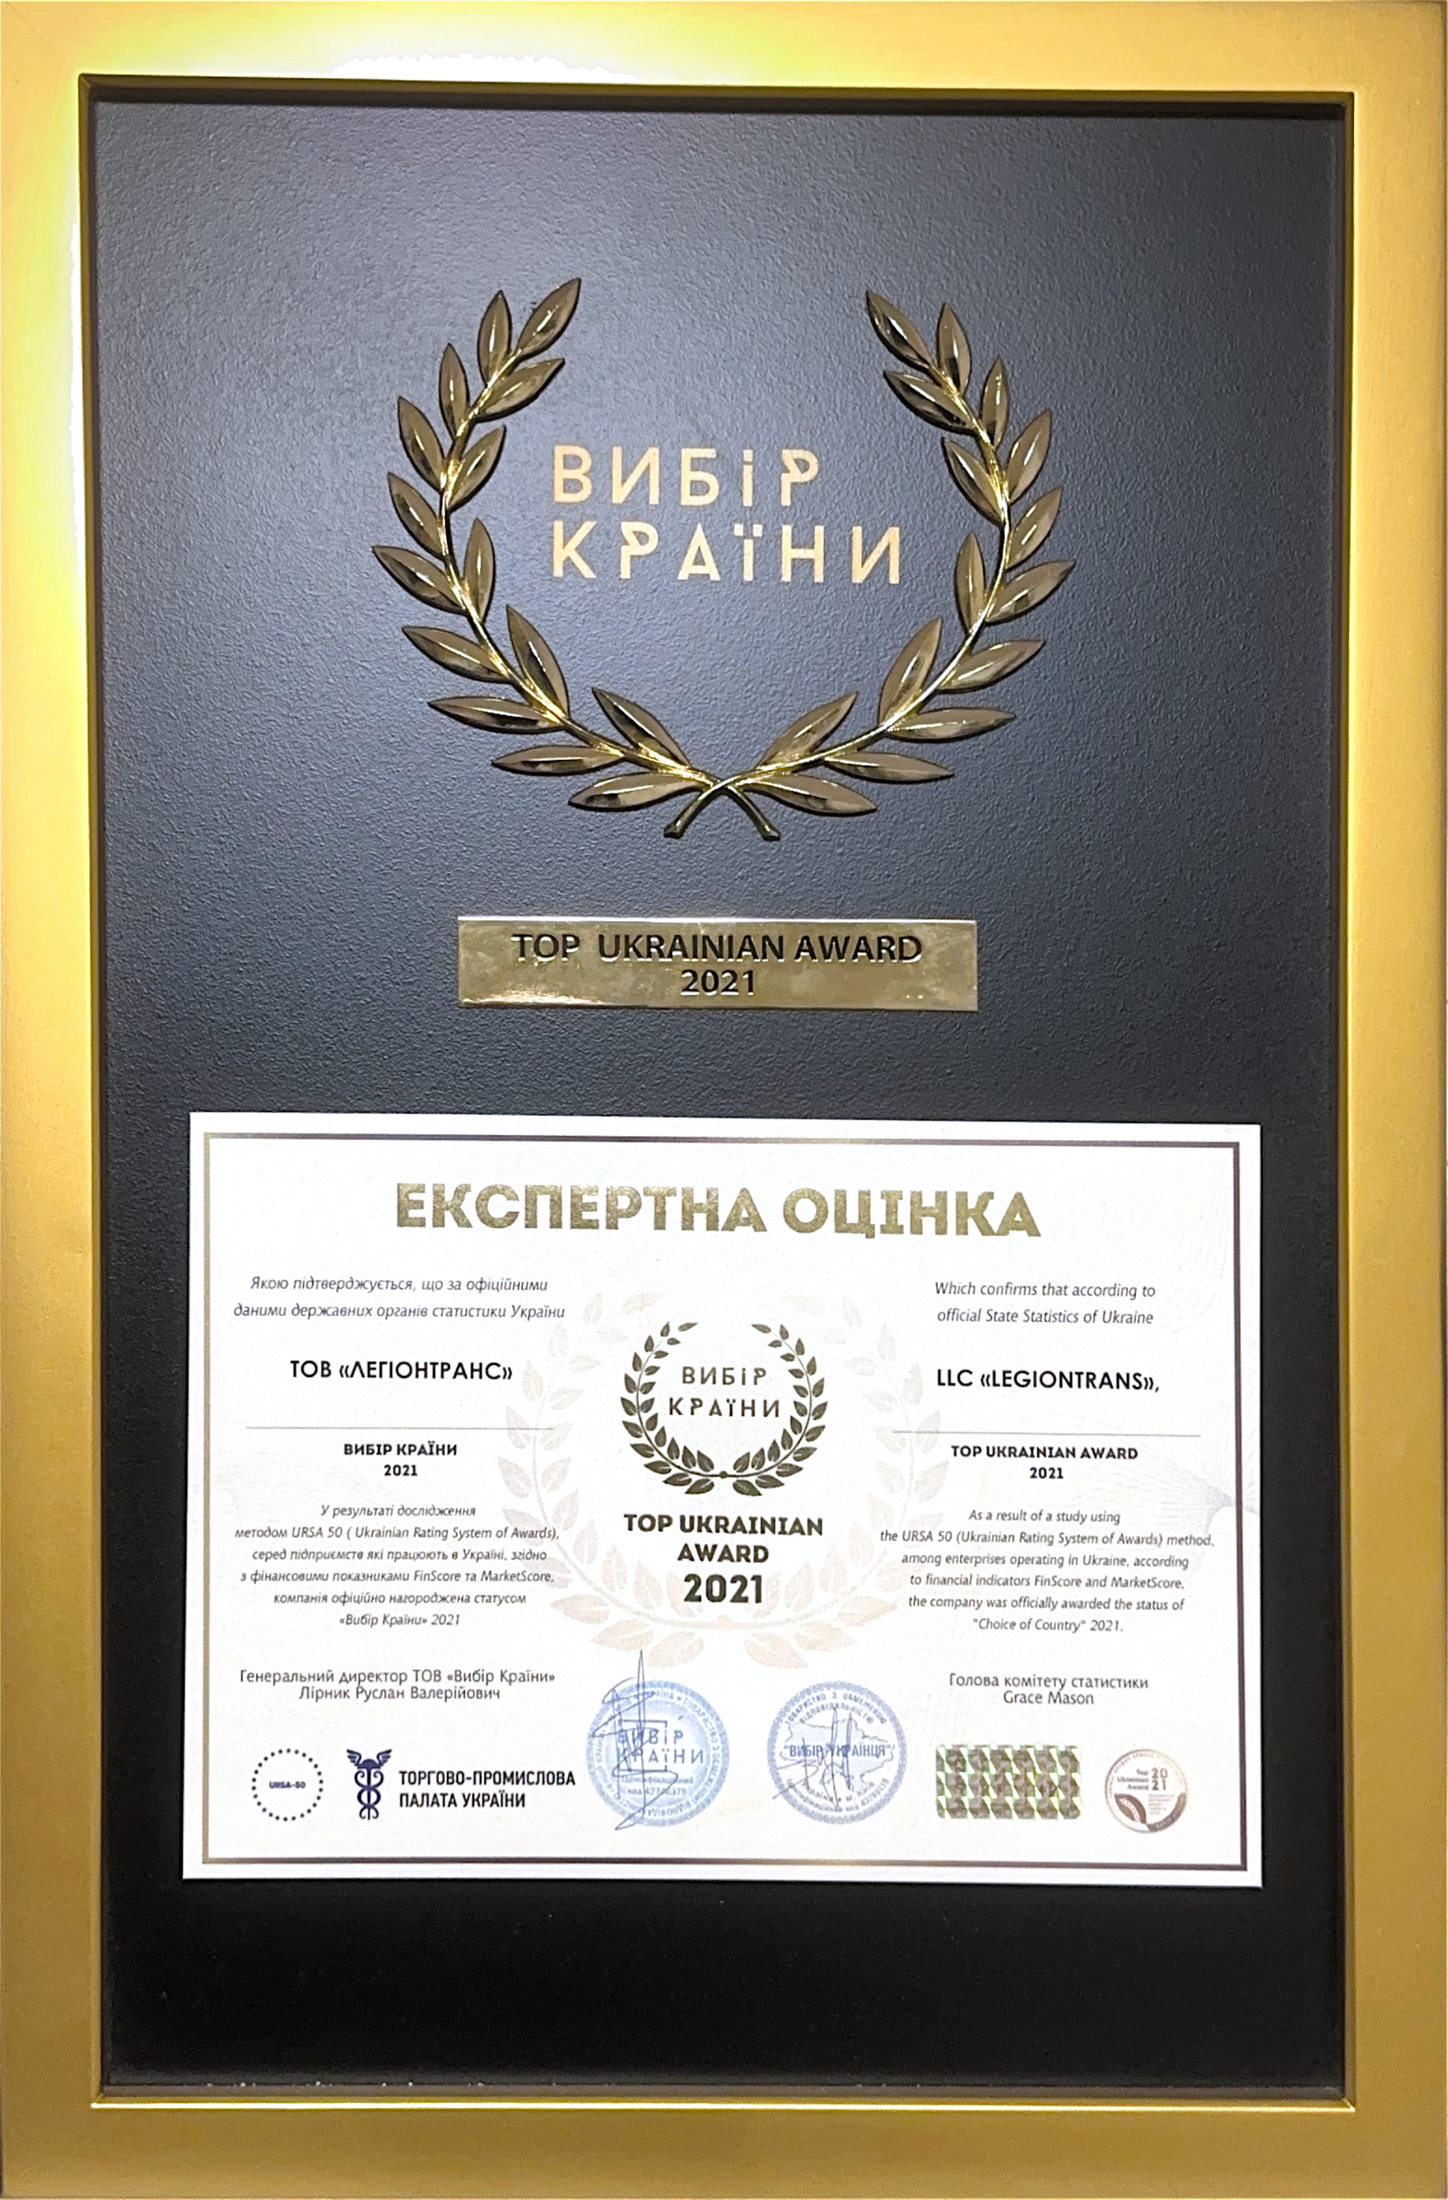 ВИБІР
КРАЇНИ
TOP UKRAINIAN AWARD
2021
ЕКСПЕРТНА ОЦІНКА
Якою підтверджується, що за офіційними
даними державних органів статистики України
ТОВ «ЛЕГІОНТРАНС»
ВИБІР КРАЇНИ
2021
У результаті дослідження
методом URSA 50 ( Ukrainian Rating System of Awards),
серед підприємств які працюють в Україні, згідно
з фінансовими показниками FinScore та MarketScore,
компанія офіційно нагороджена статусом
«Вибір Країни» 2021
Генеральний директор ТОВ «Вибір Країни»
Лірник Руслан Валерійович
ВИБІР
КРАЇНИ
TOP UKRAINIAN
AWARD
2021
Which confirms that according to
official State Statistics of Ukraine
LLC «LEGIONTRANS»,
TOP UKRAINIAN AWARD
2021
As a result of a study using
the URSA 50 (Ukrainian Rating System of Awards) method,
among enterprises operating in Ukraine, according
to financial indicators FinScore and MarketScore,
the company was officially awarded the status of
"Choice of Country" 2021.
Голова комітету статистики
Grace Mason
URSA-50
ТОРГОВО-ПРОМИСЛОВА
ПАЛАТА УКРАЇНИ
ВИБІР
КРАЇНИ
"ВИБІР УКРАЇНЦЯ"
Top 20
Ukrainian
Award 21